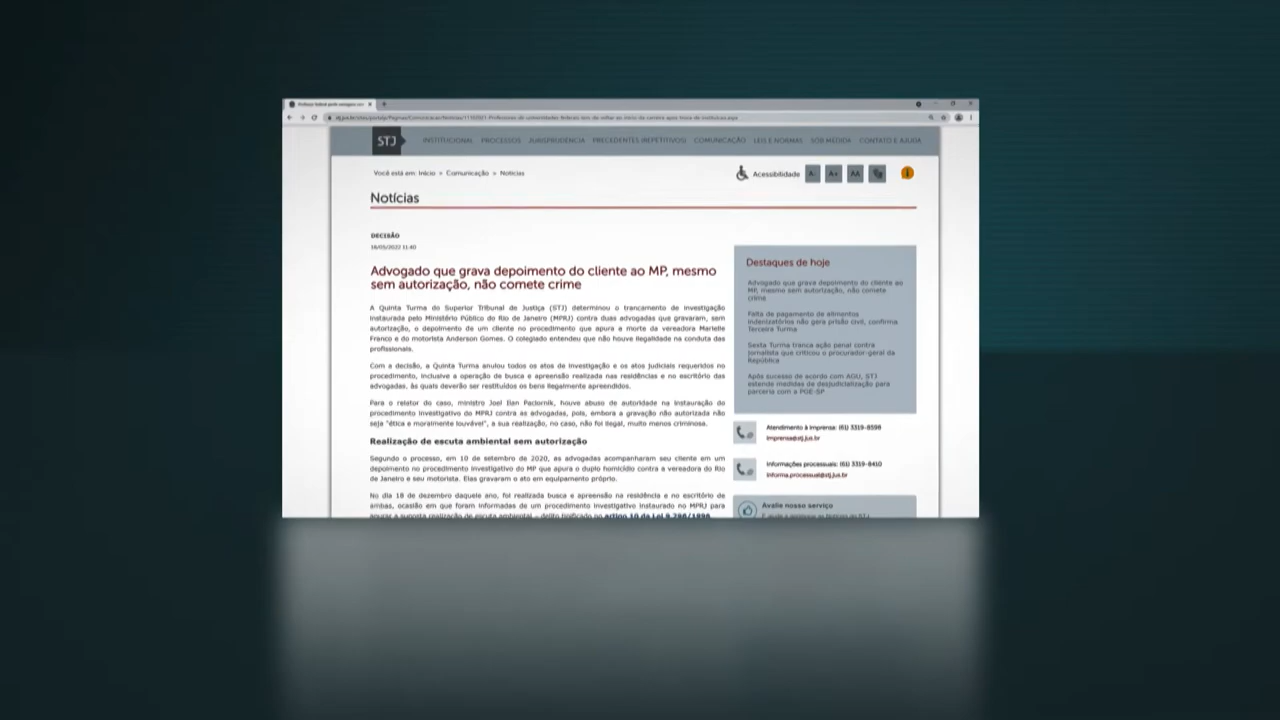 STJ
INSTITUCIONAL PROCESSOS JURISPRUDÊNCIA PRECEDENTES (REPETITIVOS) COMUNICAÇÃO LEIS E NORMAS SOB MEDIDA CONTATO E AJUDA
Você está em: Início > Comunicação > Notícias
Acessibilidade A- A+ AA
Notícias
DECISÃO
18/05/2022 11:40
Advogado que grava depoimento do cliente ao MP, mesmo
sem autorização, não comete crime
A Quinta Turma do Superior Tribunal de Justiça (STJ) determinou o trancamento de investigação
instaurada pelo Ministério Público do Rio de Janeiro (MPRJ) contra duas advogadas que gravaram, sem
autorização, o depoimento de um cliente no procedimento que apura a morte da vereadora Marielle
Franco e do motorista Anderson Gomes. O colegiado entendeu que não houve ilegalidade na conduta das
profissionais.
Com a decisão, a Quinta Turma anulou todos os atos de investigação e os atos judiciais requeridos no
procedimento, inclusive a operação de busca e apreensão realizada nas residências e no escritório das
advogadas, às quais deverão ser restituídos os bens ilegalmente apreendidos.
Para o relator do caso, ministro Joel Ilan Paciornik, houve abuso de autoridade na instauração do
procedimento investigativo do MPRJ contra as advogadas, pois, embora a gravação não autorizada não
seja "ética e moralmente louvável", a sua realização, no caso, não foi ilegal, muito menos criminosa.
Realização de escuta ambiental sem autorização
Segundo o processo, em 10 de setembro de 2020, as advogadas acompanharam seu cliente em um
depoimento no procedimento investigativo do MP que apura o duplo homicídio contra a vereadora do Rio
de Janeiro e seu motorista. Elas gravaram o ato em equipamento próprio.
No dia 18 de dezembro daquele ano, foi realizada busca e apreensão na residência e no escritório de
ambas, ocasião em que foram informadas de um procedimento investigativo instaurado no MPRJ para
apurar a suposta realização de escuta ambiental – delito tipificado no artigo 10 da Lei 9.296/1996
Destaques de hoje
Advogado que grava depoimento do cliente ao
MP, mesmo sem autorização, não comete
crime
Falta de pagamento de alimentos
indenizatórios não gera prisão civil, confirma
Terceira Turma
Sexta Turma tranca ação penal contra
jornalista que criticou o procurador-geral da
República
Após sucesso de acordo com AGU, STJ
estende medidas de desjudicialização para
parceria com a PGE-SP
Atendimento à imprensa: (61) 3319-8598
imprensa@stj.jus.br
Informações processuais: (61) 3319-8410
informa.processual@stj.jus.br
Avalie nosso serviço